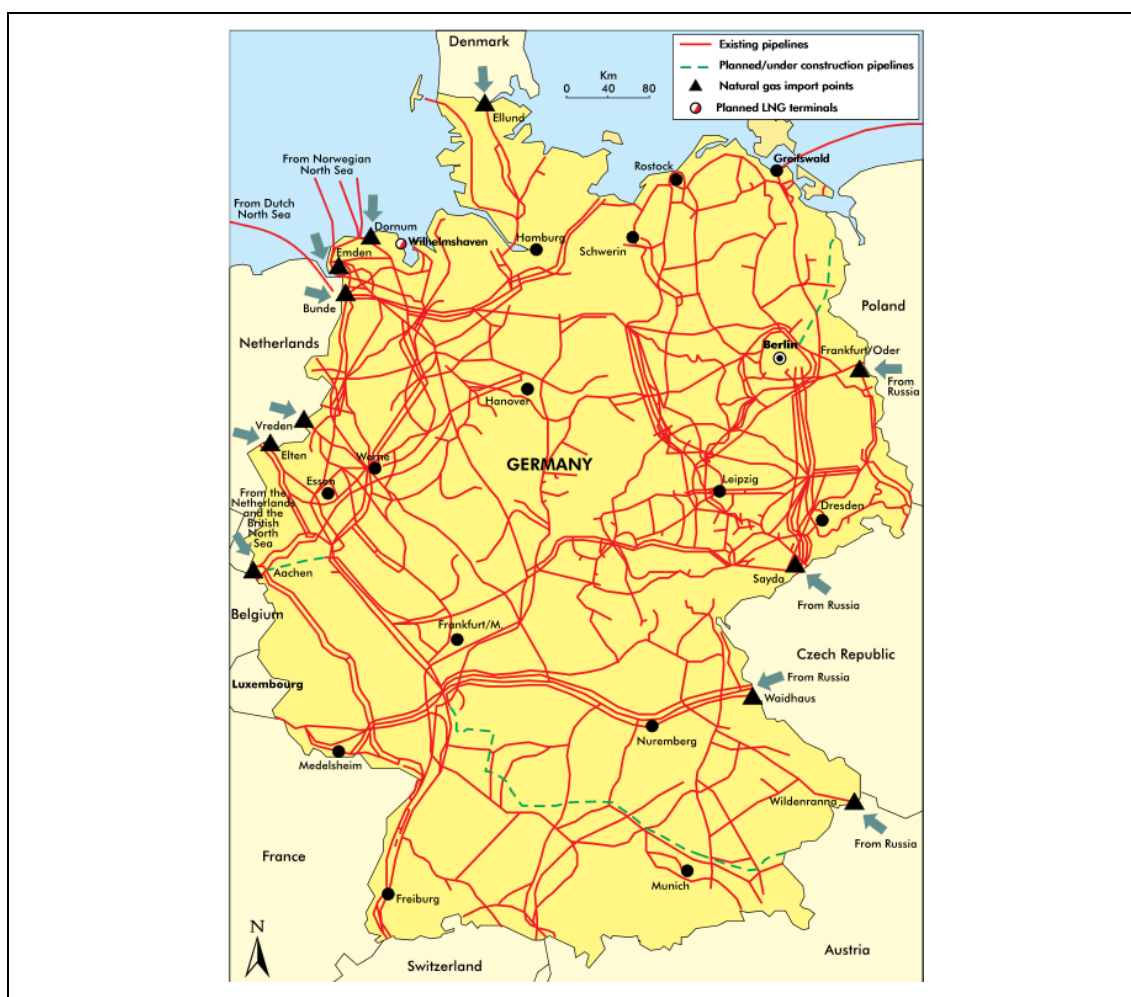 Denmark
Existing pipelines
Planned/under construction pipelines
Natural gas import points
Planned LNG terminals
Km
0 40 80
Ellund
From Norwegian
North Sea
From Dutch
North Sea
Dornum
Wilhelmshaven
Emden
Bunde
Hamburg
Schwerin
Rostock
Greifswald
Poland
Netherlands
Berlin
Frankfurt/Oder
From
Russia
Hanover
Vreden
Elten
Werne
Essen
GERMANY
Leipzig
Dresden
From the
Netherlands
and the
British
North
Sea
Aachen
Sayda
From Russia
Belgium
Frankfurt/M.
Czech Republic
Luxembourg
From Russia
Waidhaus
Nuremberg
Medelsheim
Wildenranna
From Russia
France
Munich
Freiburg
N
Austria
Switzerland